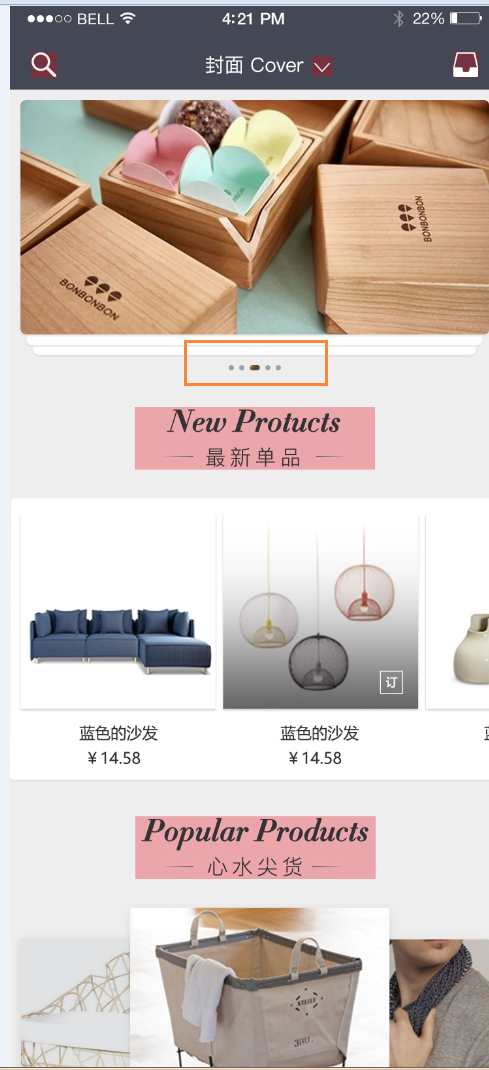 BELL 4:21 PM 22%
封面 Cover
BONBONBON
BONBONBON
New Protucts
最新单品
订
蓝色的沙发 蓝色的沙发
¥14.58 ¥14.58
Popular Products
心水尖货
STEELE